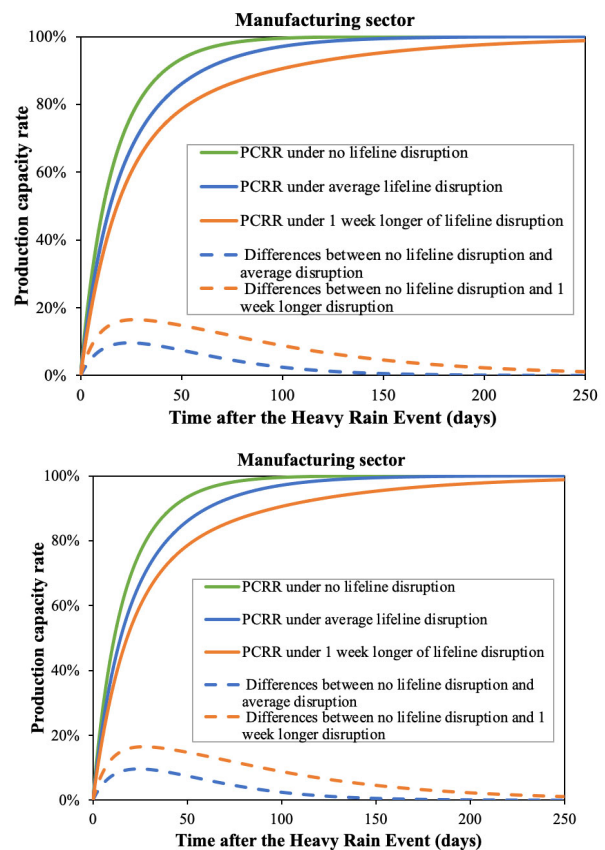 Manufacturing sector
100%
80%
60%
40%
20%
0%
Production capacity rate
PCRR under no lifeline disruption
PCRR under average lifeline disruption
PCRR under 1 week longer of lifeline disruption
Differences between no lifeline disruption and
average disruption
Differences between no lifeline disruption and 1
week longer disruption
0 50 100 150 200 250
Time after the Heavy Rain Event (days)
Manufacturing sector
100%
80%
60%
40%
20%
0%
Production capacity rate
PCRR under no lifeline disruption
PCRR under average lifeline disruption
PCRR under 1 week longer of lifeline disruption
Differences between no lifeline disruption and
average disruption
Differences between no lifeline disruption and 1
week longer disruption
0 50 100 150 200 250
Time after the Heavy Rain Event (days)